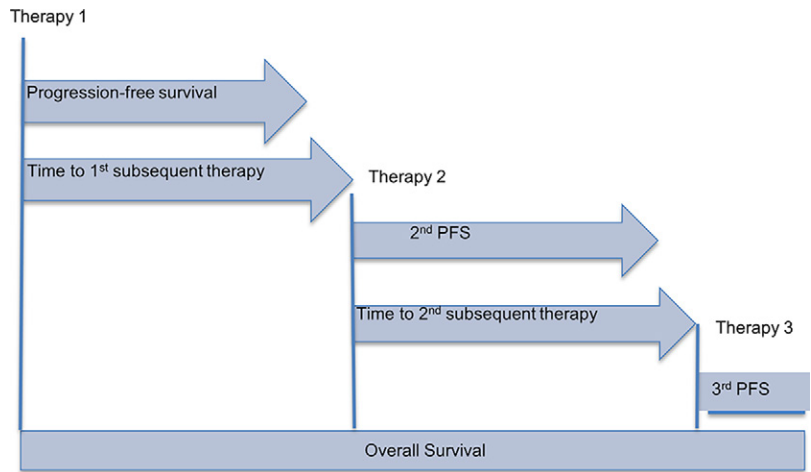 Therapy 1
Progression-free survival
Time to 1st subsequent therapy
Therapy 2
2nd PFS
Time to 2nd subsequent therapy
Therapy 3
3rd PFS
Overall Survival